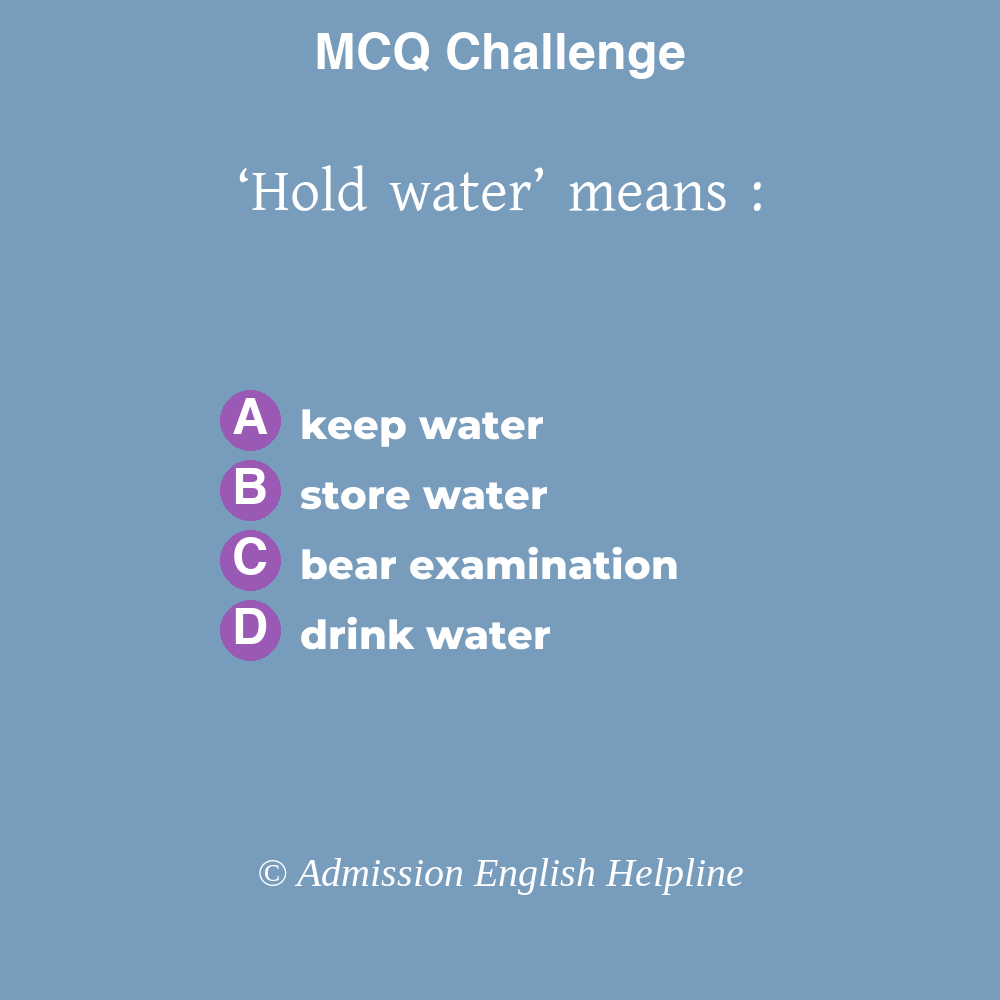 MCQ Challenge
‘Hold water’ means :
A keep water
B store water
C bear examination
D drink water
© Admission English Helpline